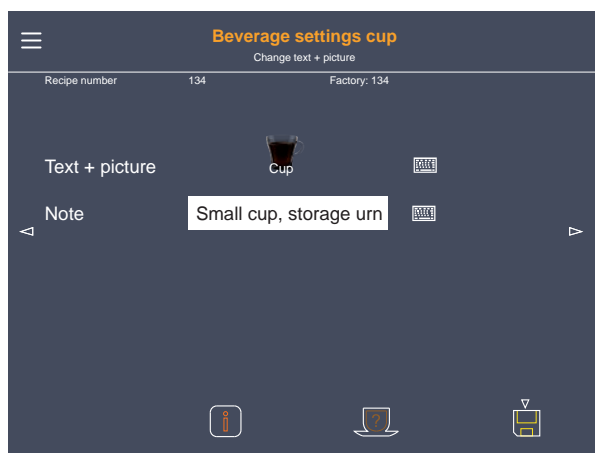 Beverage settings cup
Change text + picture
Recipe number 134 Factory: 134
Cup
Text + picture
Note Small cup, storage urn
i
?